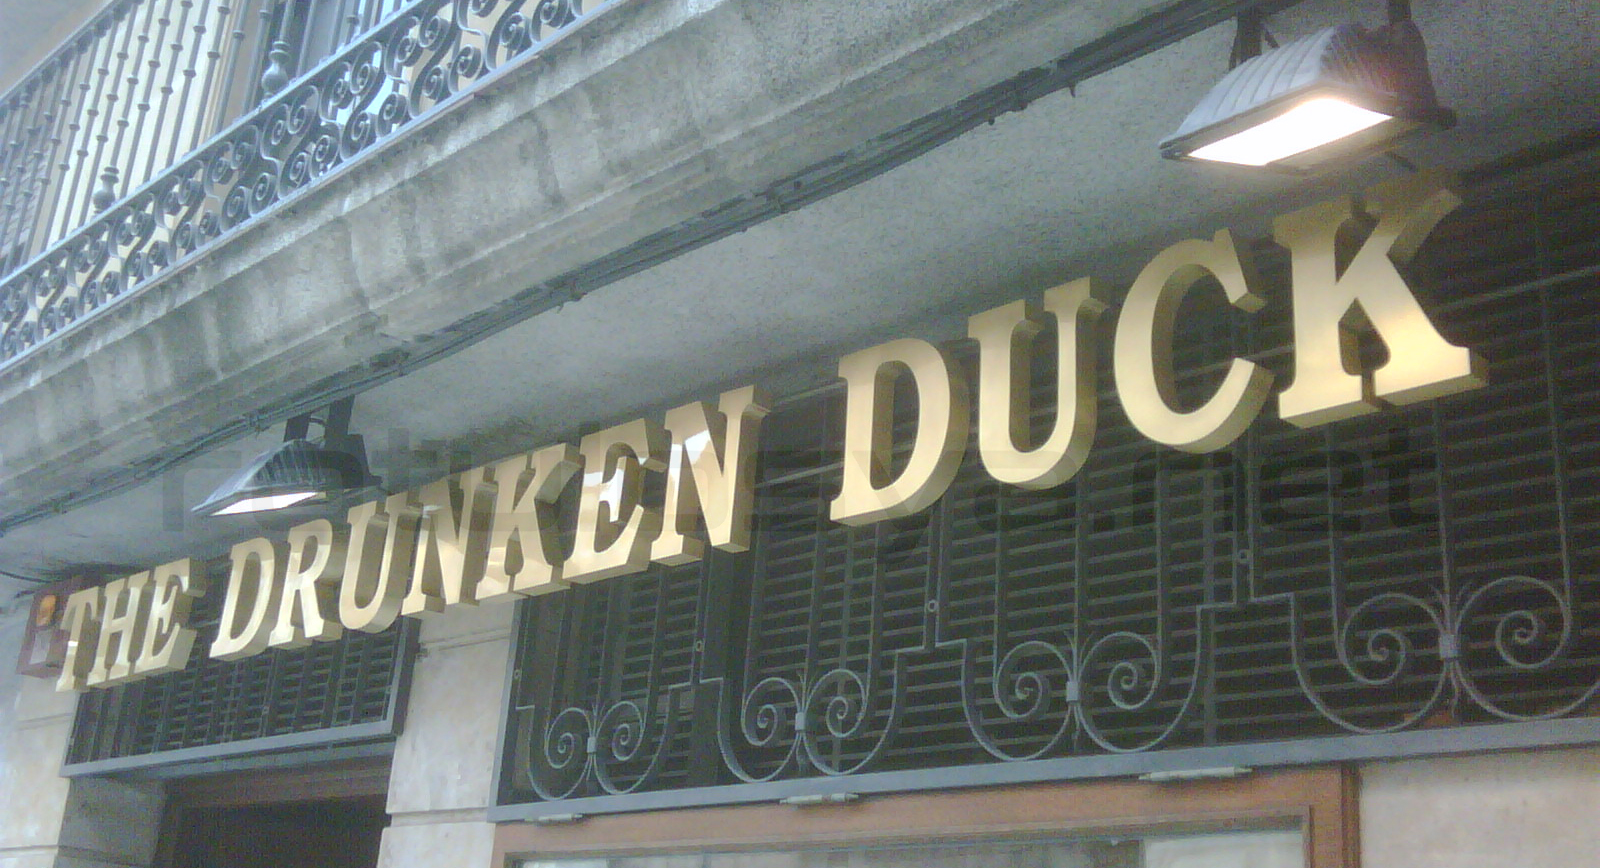 THE DRUNKEN DUCK